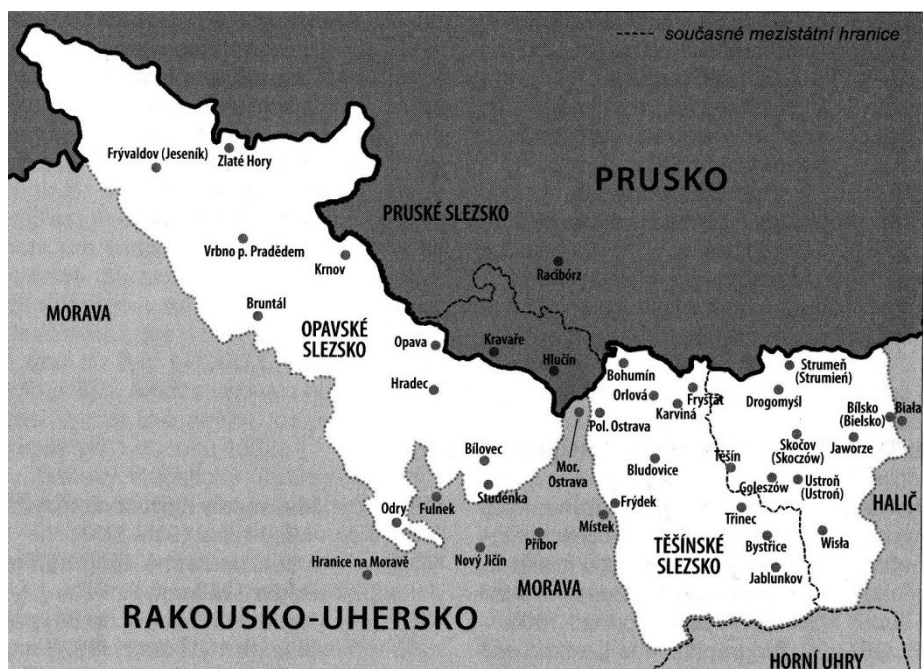 současné mezistátní hranice
Frývaldov (Jeseník)
Zlaté Hory
PRUSKO
PRUSKÉ SLEZSKO
Vrbno p. Pradědem
Krnov
Racibórz
MORAVA
Bruntál
OPAVSKÉ
SLEZSKO
Opava
Kravaře
Hlučín
Hradec
Bohumín
Orlová
Karviná
Fryštát
Pol. Ostrava
Strumeň
(Strumień)
Drogomyśl
Bílsko
(Bielsko)
Biała
Skočov
(Skoczów)
Jaworze
Mor.
Ostrava
Bílovec
Studénka
Bludovice
Těšín
Goleszów
Ustroň
(Ustroń)
HALIČ
Odry
Fulnek
Frýdek
Místek
Třinec
Hranice na Moravě
Nový Jičín
Příbor
Bystřice
Wisła
TĚŠÍNSKÉ
SLEZSKO
Jablunkov
MORAVA
RAKOUSKO-UHERSKO
HORNÍ UHRY